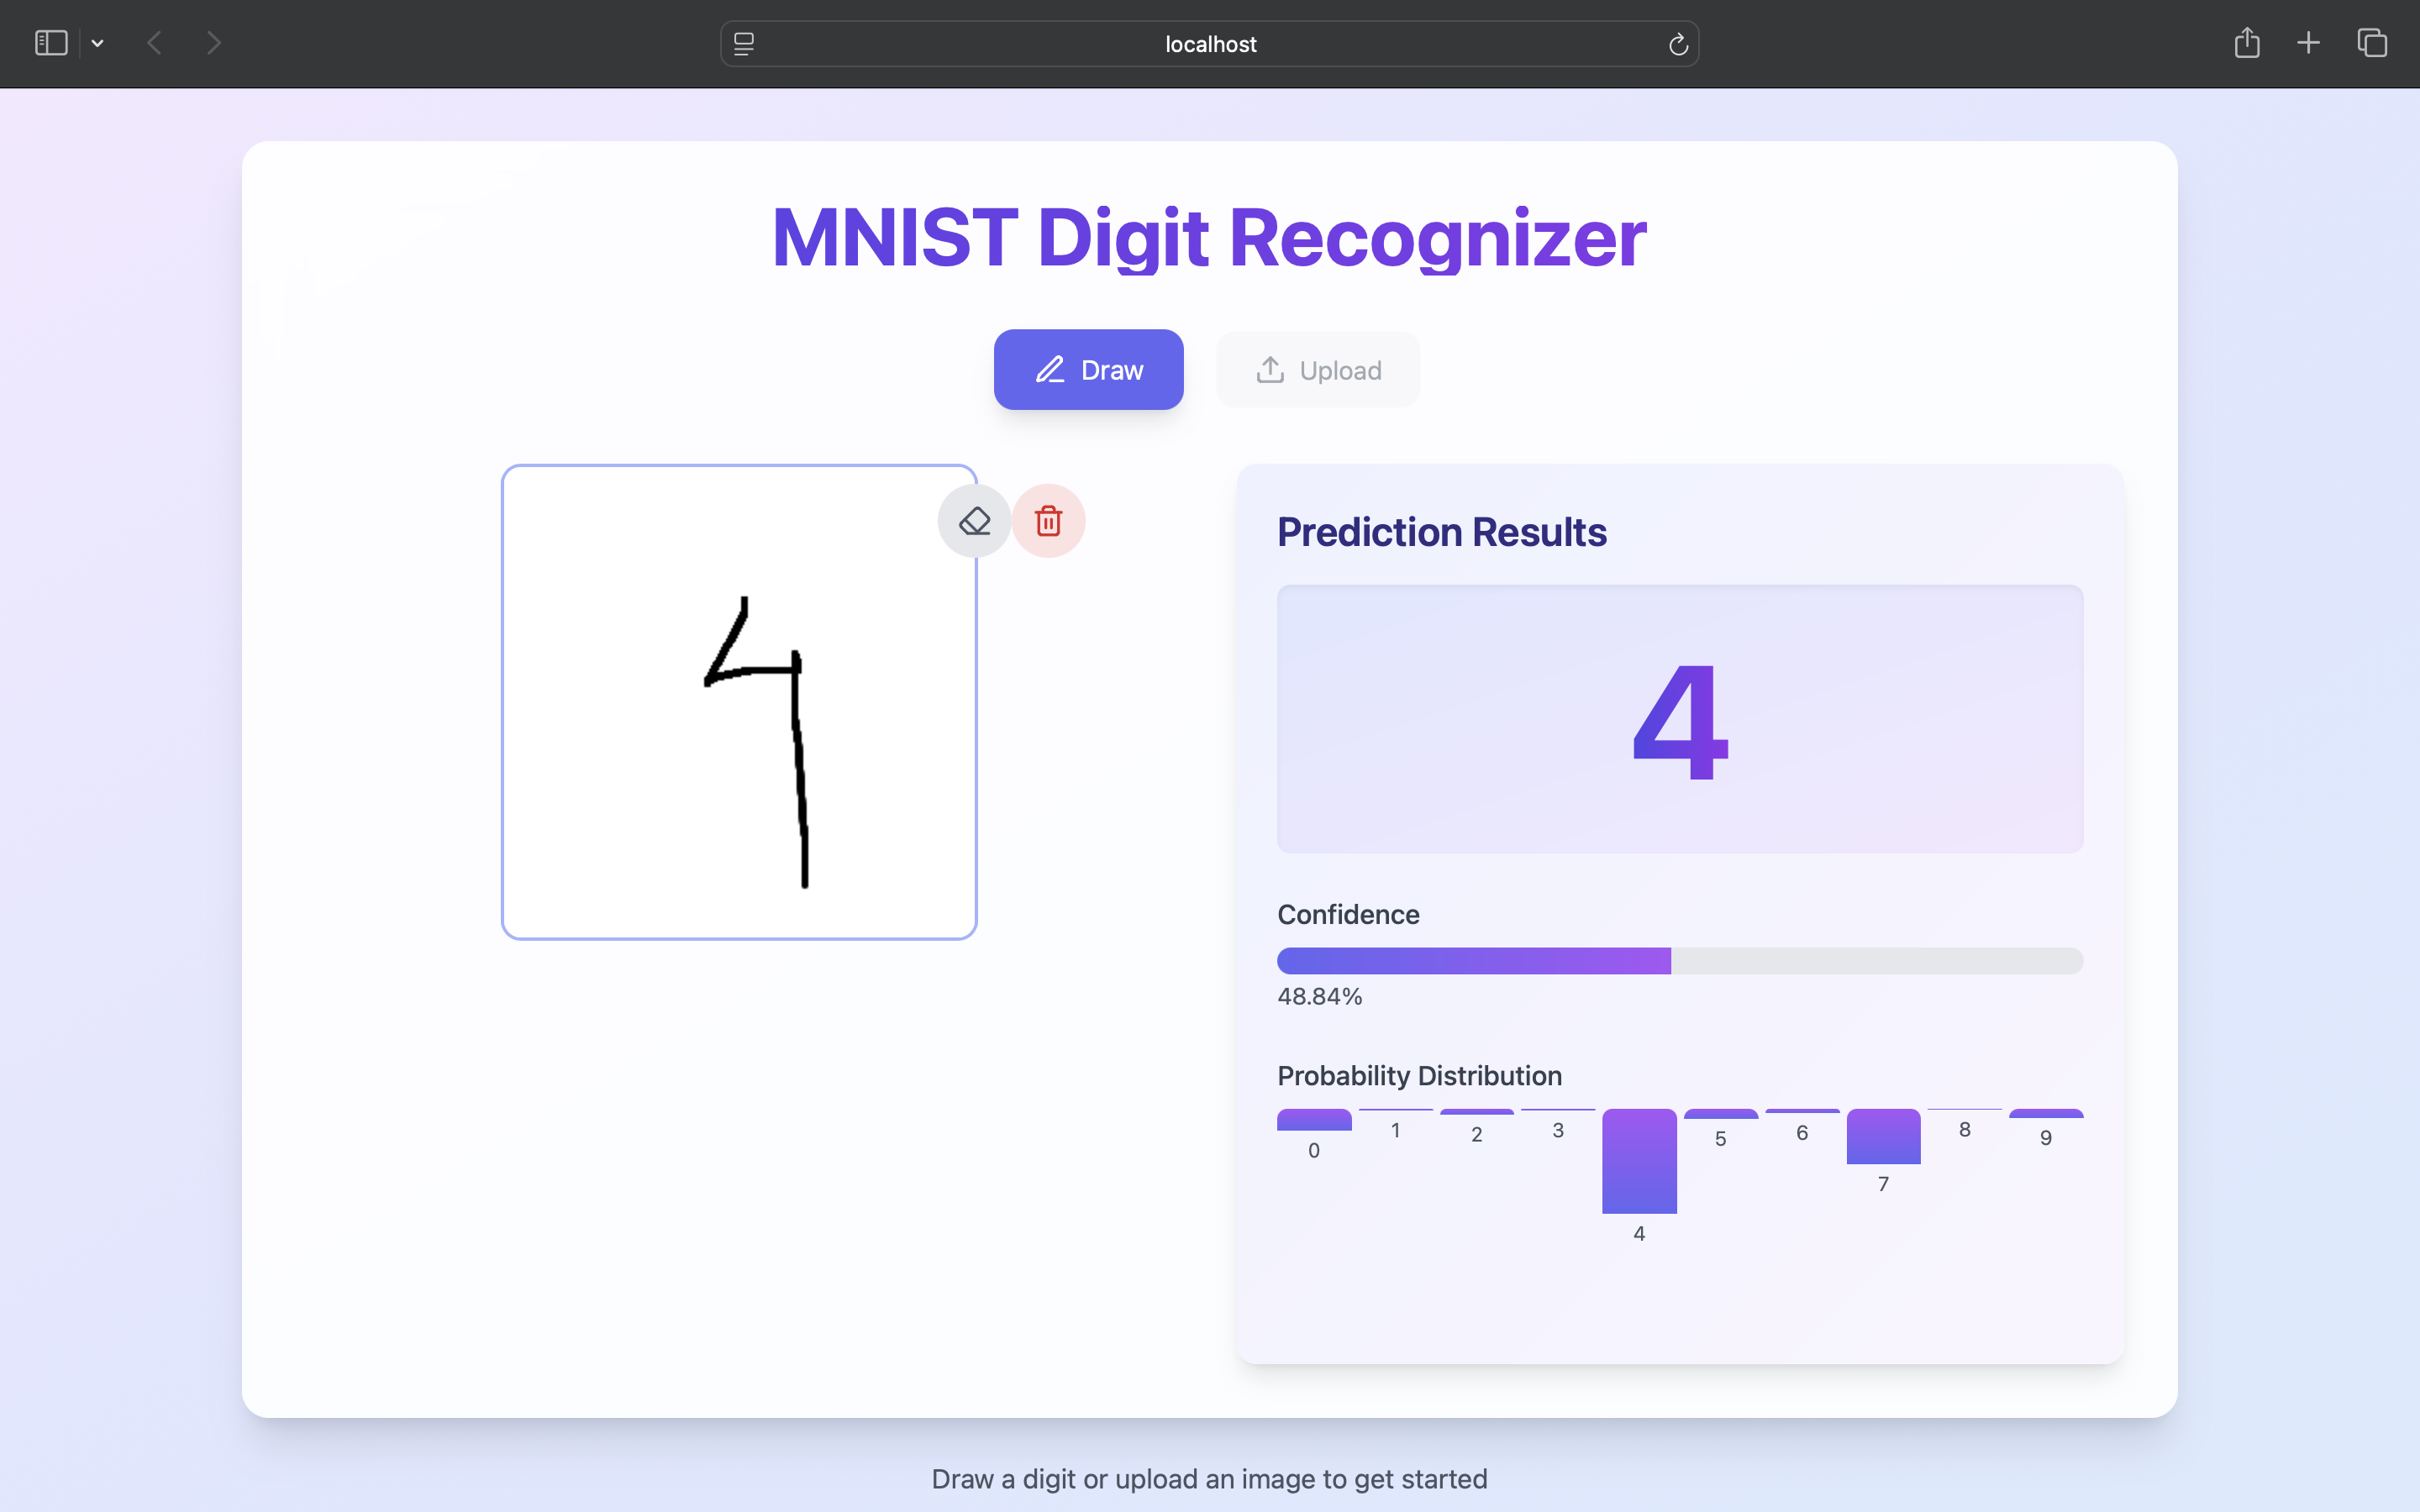 localhost
MNIST Digit Recognizer
Draw
Upload
4
Prediction Results
4
Confidence
48.84%
Probability Distribution
0 1 2 3 4 5 6 7 8 9
Draw a digit or upload an image to get started